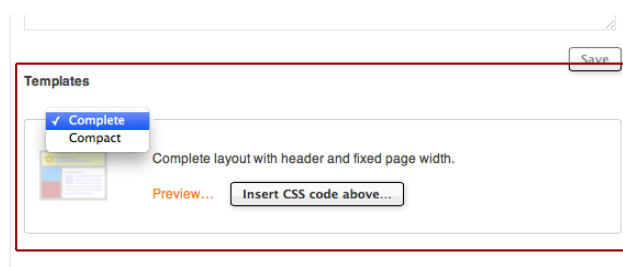 Save
Templates
✓ Complete
Compact
Complete layout with header and fixed page width.
Preview... Insert CSS code above...